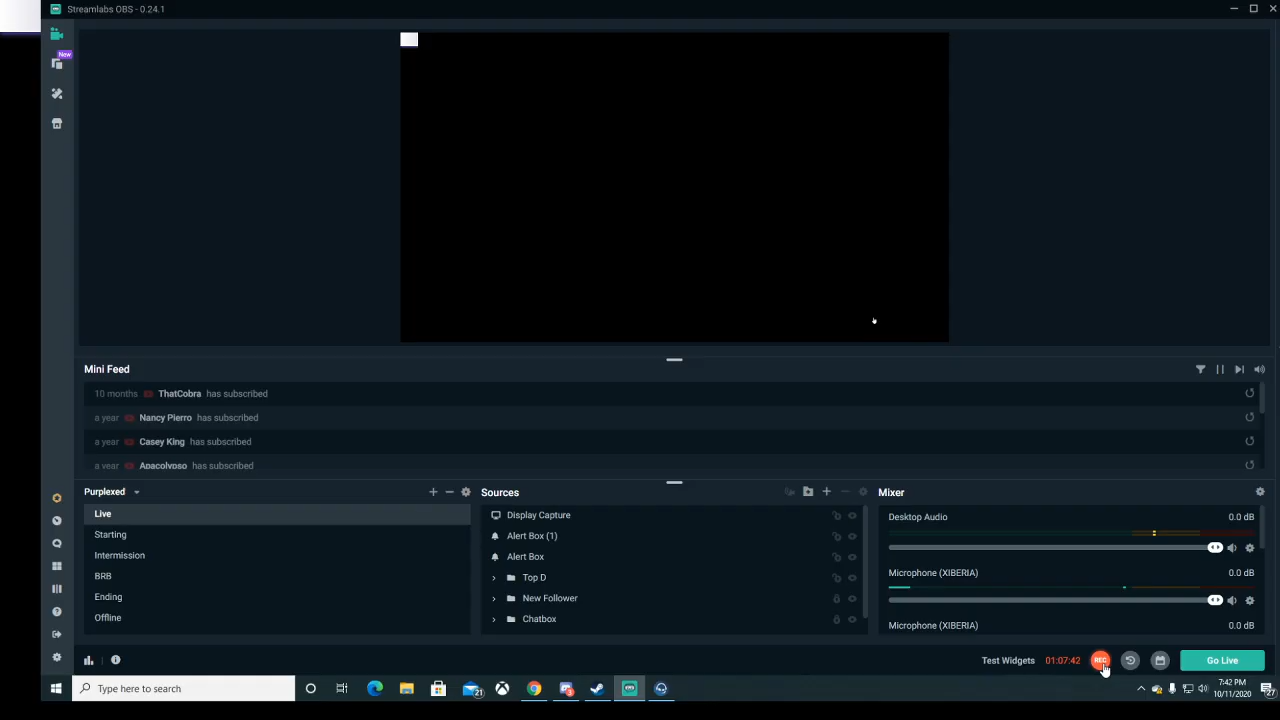 Streamlabs OBS - 0.24.1
New
Mini Feed
10 months ThatCobra has subscribed
a year Nancy Pierro has subscribed
a year Casey King has subscribed
a year Apacolypso has subscribed
Purplexed
Live
Starting
Intermission
BRB
Ending
Offline
Sources
Display Capture
Alert Box (1)
Alert Box
Top D
New Follower
Chatbox
Mixer
Desktop Audio 0.0 dB
Microphone (XIBERIA) 0.0 dB
Microphone (XIBERIA) 0.0 dB
Test Widgets 01:07:42 REC Go Live
Type here to search
21
3
7:42 PM
10/11/2020
27